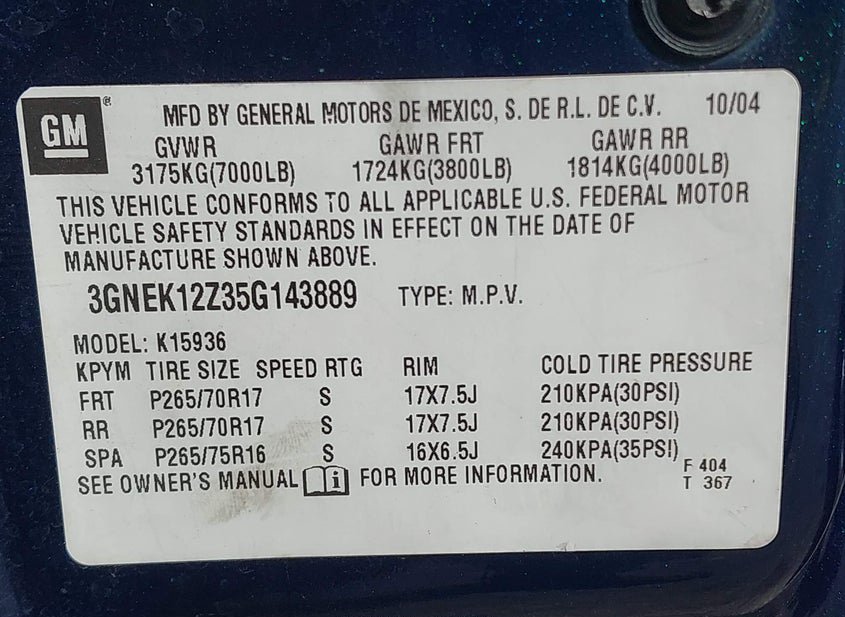 GM® MFD BY GENERAL MOTORS DE MEXICO, S. DE R.L. DE C.V. 10/04
GVWR GAWR FRT GAWR RR
3175KG(7000LB) 1724KG(3800LB) 1814KG(4000LB)
THIS VEHICLE CONFORMS TO ALL APPLICABLE U.S. FEDERAL MOTOR
VEHICLE SAFETY STANDARDS IN EFFECT ON THE DATE OF
MANUFACTURE SHOWN ABOVE.
3GNEK12Z35G143889 TYPE: M.P.V.
MODEL: K15936
KPYM TIRE SIZE SPEED RTG RIM COLD TIRE PRESSURE
FRT P265/70R17 S 17X7.5J 210KPA(30PSI)
RR P265/70R17 S 17X7.5J 210KPA(30PSI)
SPA P265/75R16 S 16X6.5J 240KPA(35PSI)
SEE OWNER'S MANUAL i FOR MORE INFORMATION.
F 404
T 367